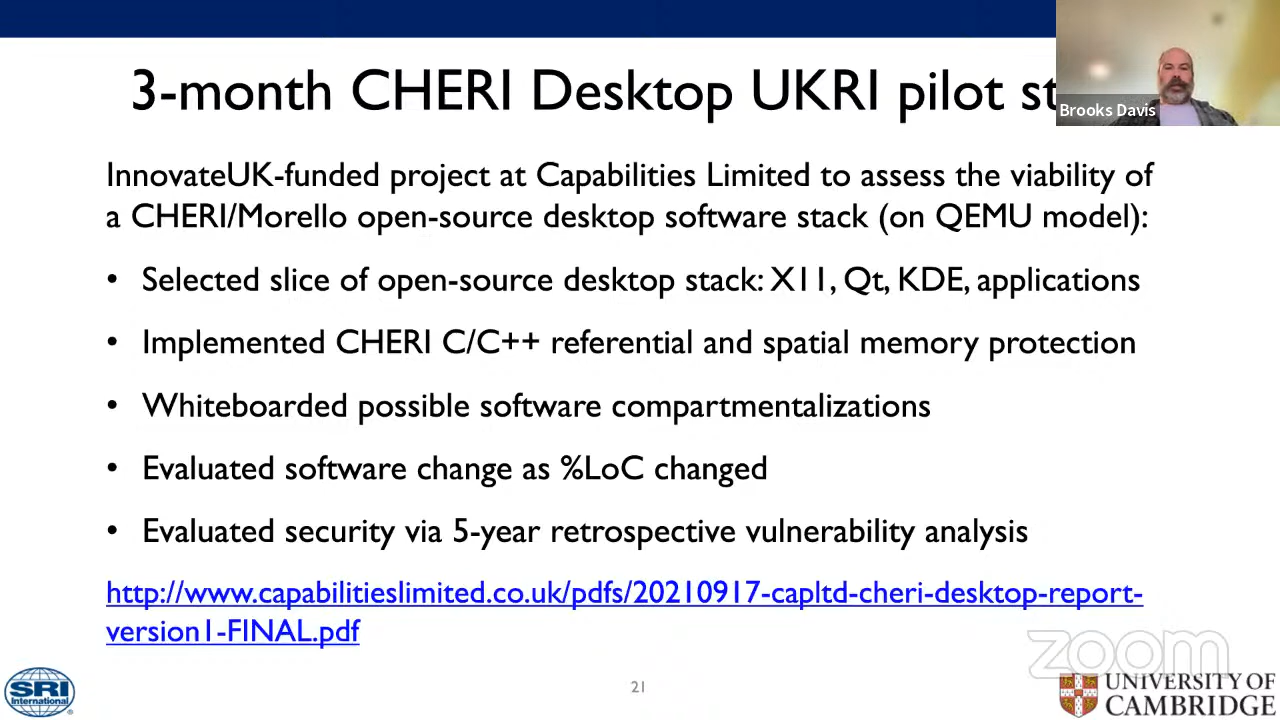 3-month CHERI Desktop UKRI pilot st
Brooks Davis
InnovateUK-funded project at Capabilities Limited to assess the viability of
a CHERI/Morello open-source desktop software stack (on QEMU model):
• Selected slice of open-source desktop stack: X11, Qt, KDE, applications
• Implemented CHERI C/C++ referential and spatial memory protection
• Whiteboarded possible software compartmentalizations
• Evaluated software change as %LoC changed
• Evaluated security via 5-year retrospective vulnerability analysis
http://www.capabilitieslimited.co.uk/pdfs/20210917-capltd-cheri-desktop-report-
version1-FINAL.pdf
zoom
SRI
International
21
UNIVERSITY OF
CAMBRIDGE